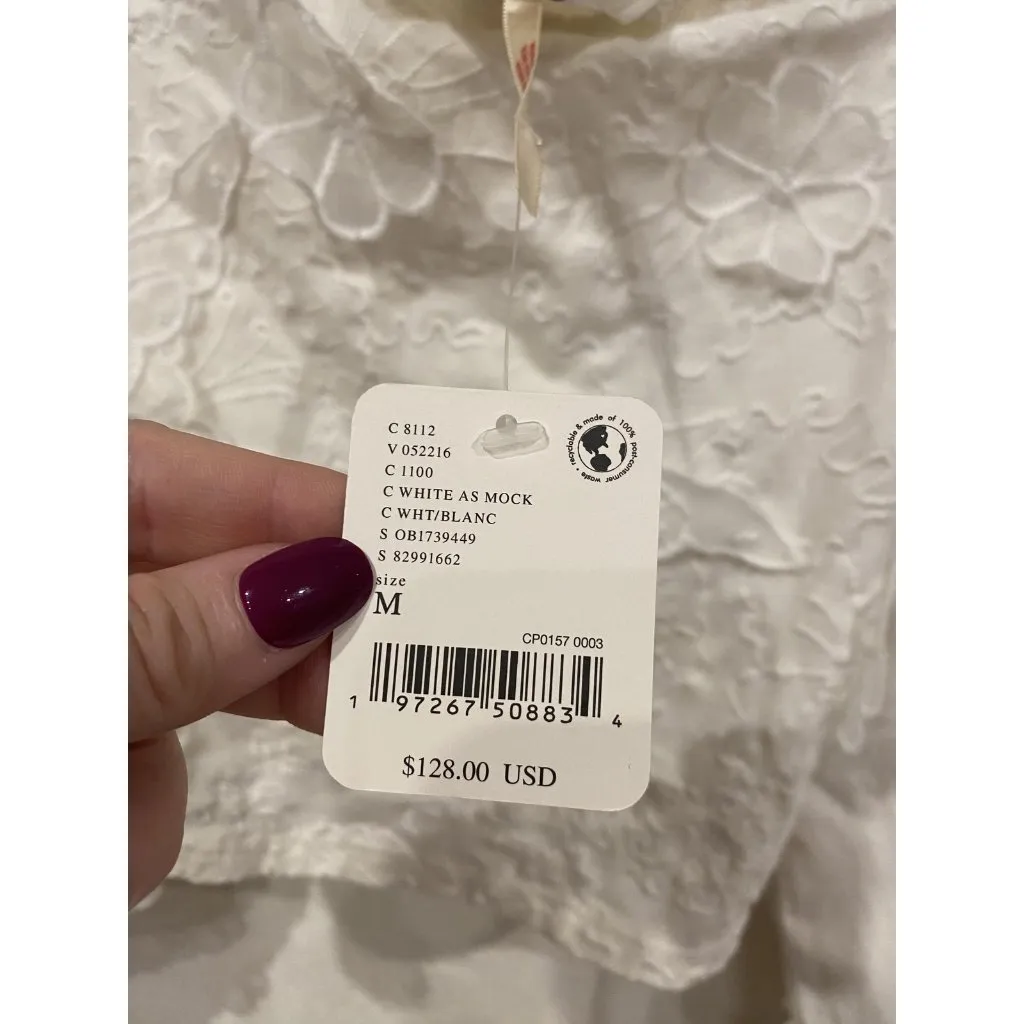 C 8112
V 052216
C 1100
C WHITE AS MOCK
C WHT/BLANC
S OB1739449
S 82991662
size
M
recyclable & made of 100% post-consumer waste •
CP0157 0003
1 97267 50883 4
$128.00 USD